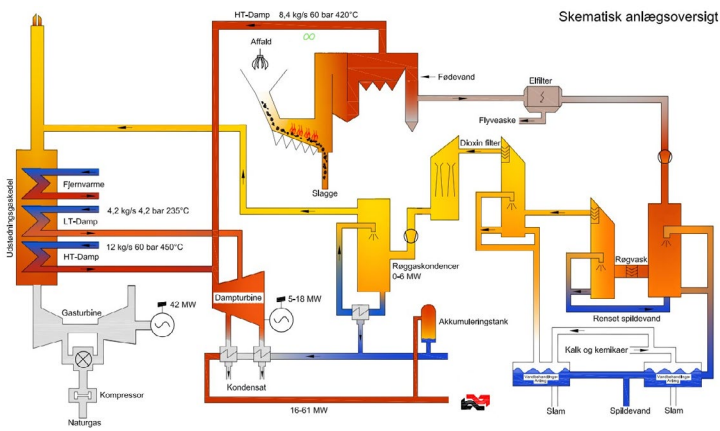 Skematisk anlægsoversigt
HT-Damp 8,4 kg/s 60 bar 420°C
Affald
Fødevand
Elfilter
Flyveaske
Dioxin filter
Slagge
Fjernvarme
4,2 kg/s 4,2 bar 235°C
LT-Damp
12 kg/s 60 bar 450°C
HT-Damp
Udstødningsgaskedel
Røggaskondencer
0-6 MW
Røgvask
Renset spildevand
Dampturbine
5-18 MW
42 MW
Gasturbine
Akkumuleringstank
Kalk og kemikaer
Kondensat
Kompressor
Naturgas
16-61 MW
Slam
Spildevand
Slam